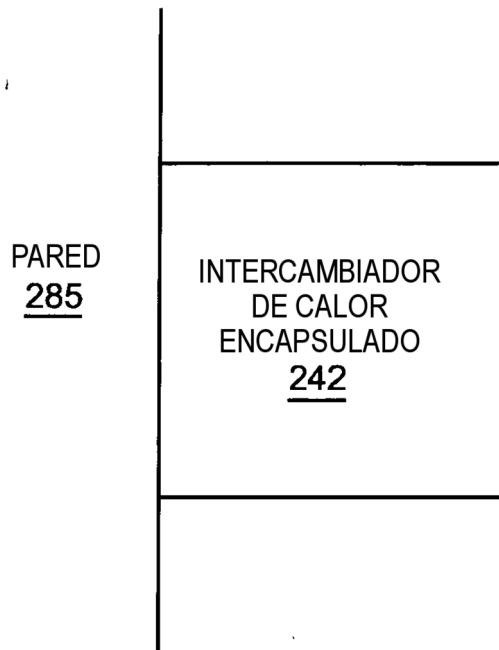 PARED
285
INTERCAMBIADOR
DE CALOR
ENCAPSULADO
242